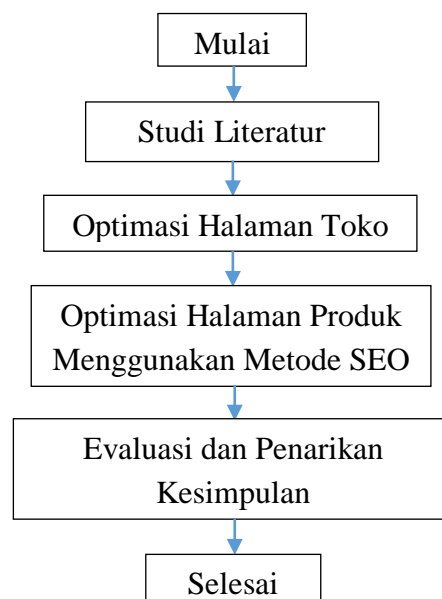 Mulai
Studi Literatur
Optimasi Halaman Toko
Optimasi Halaman Produk
Menggunakan Metode SEO
Evaluasi dan Penarikan
Kesimpulan
Selesai